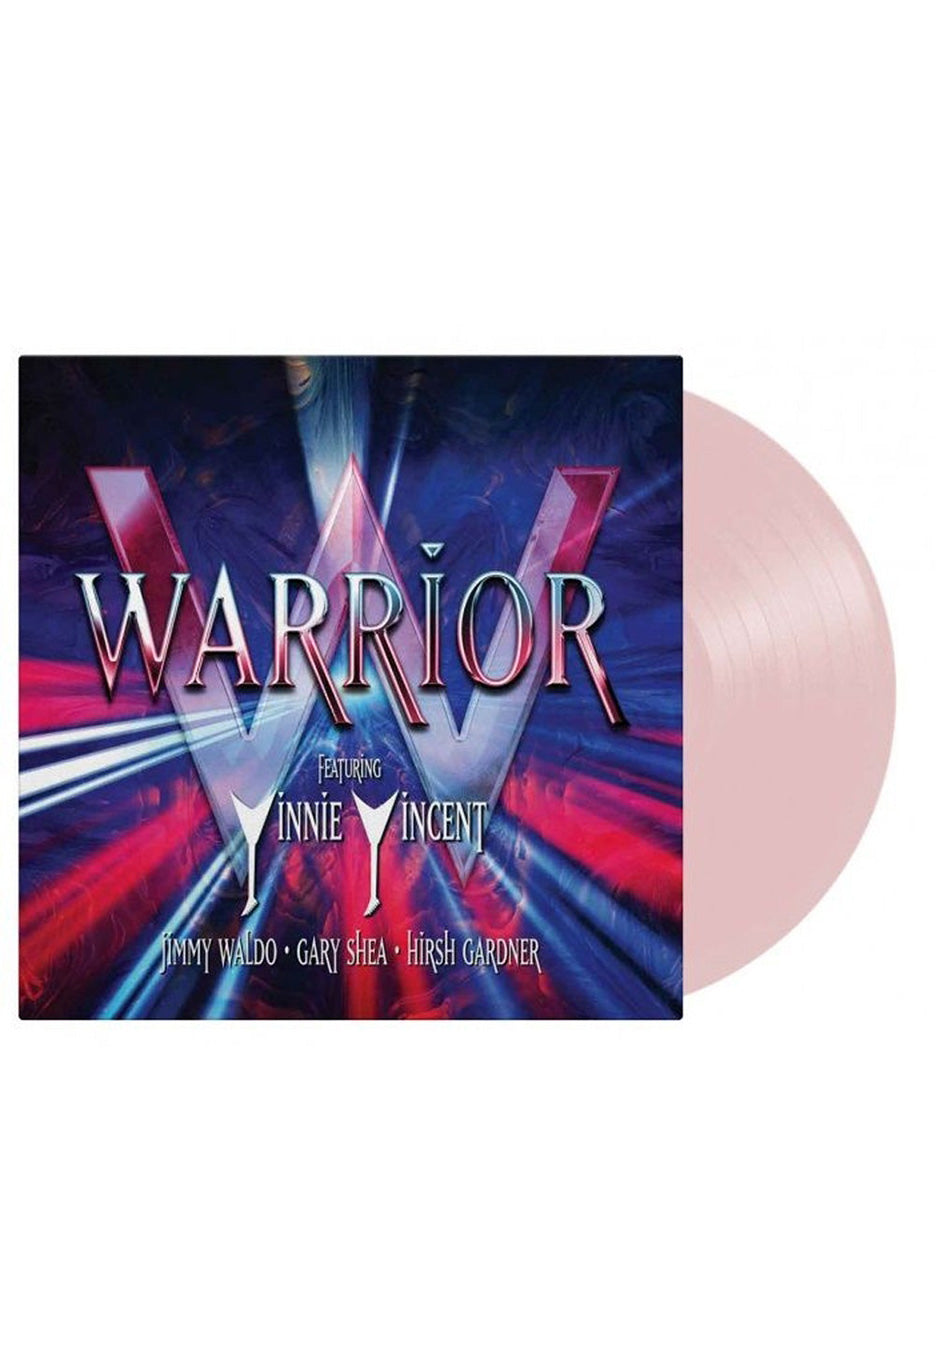 W
WARRiOR
FEATURiNG
ViNNiE ViNCENT
JiMMY WALDO • GARY SHEA • HiRSH GARDNER